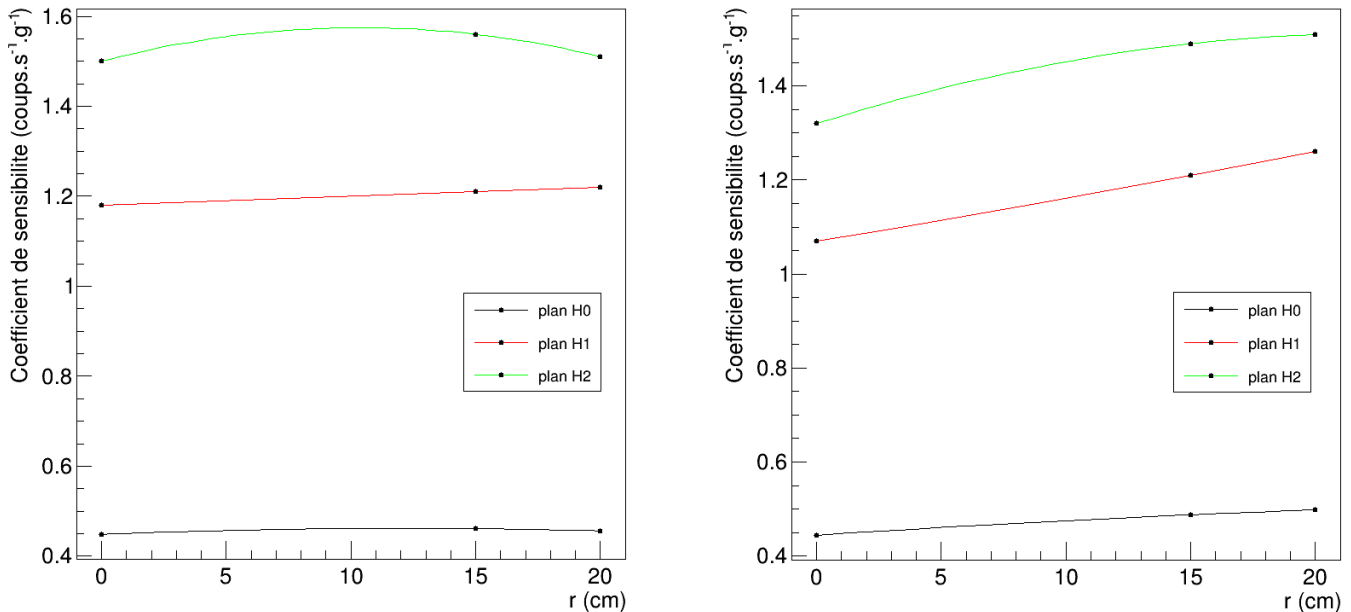 Coefficient de sensibilite (coups.s⁻¹.g⁻¹)
1.6
1.4
1.2
1
0.8
0.6
0.4
plan H0
plan H1
plan H2
0 5 10 15 20
r (cm)
Coefficient de sensibilite (coups.s⁻¹.g⁻¹)
1.4
1.2
1
0.8
0.6
0.4
plan H0
plan H1
plan H2
0 5 10 15 20
r (cm)